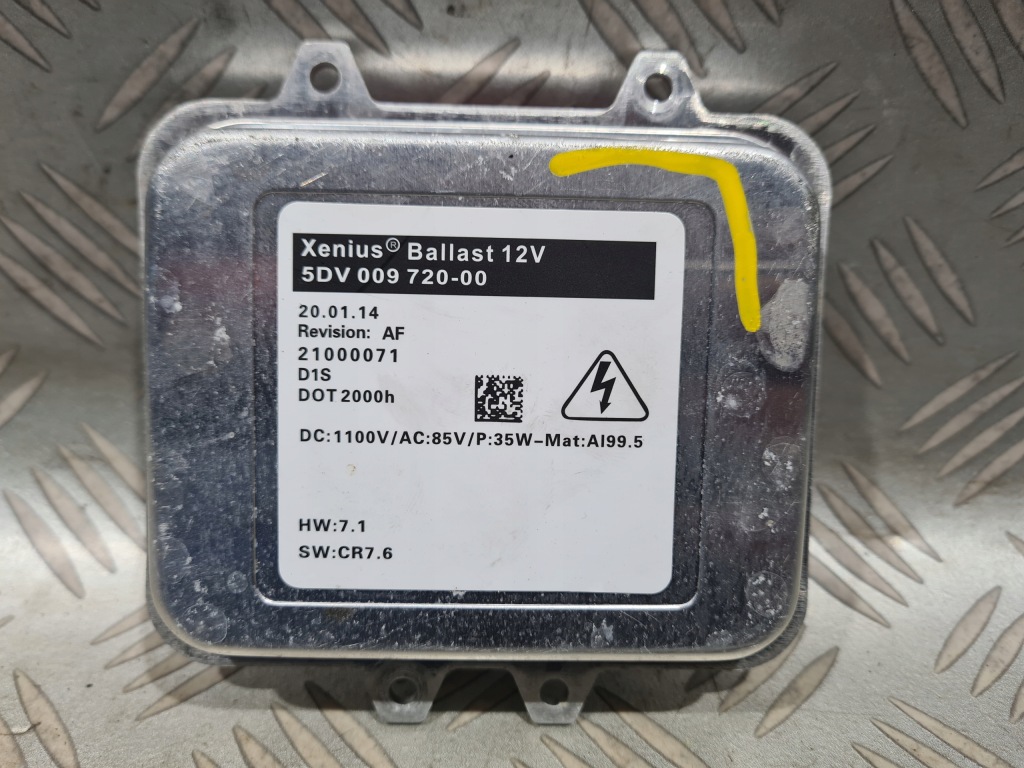 Xenius® Ballast 12V
5DV 009 720-00
20.01.14
Revision: AF
21000071
D1S
DOT 2000h
DC:1100V/AC:85V/P:35W-Mat:Al99.5
HW:7.1
SW:CR7.6